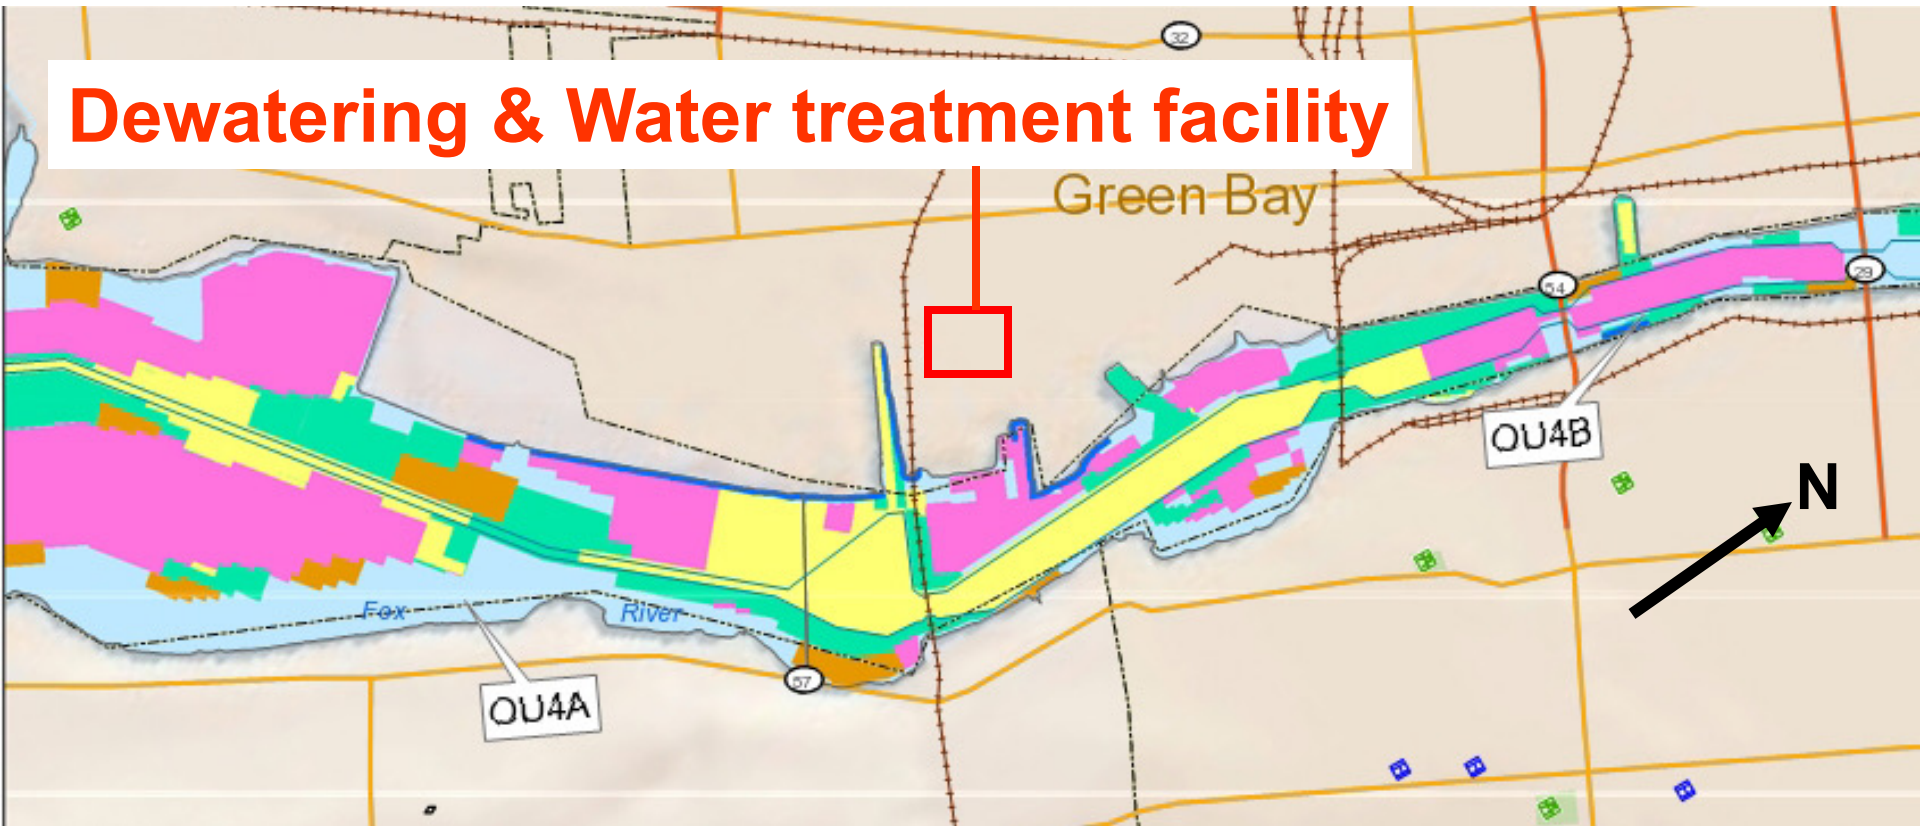 32
Dewatering & Water treatment facility
Green Bay
54
29
OU4B
N
Fox River
57
OU4A